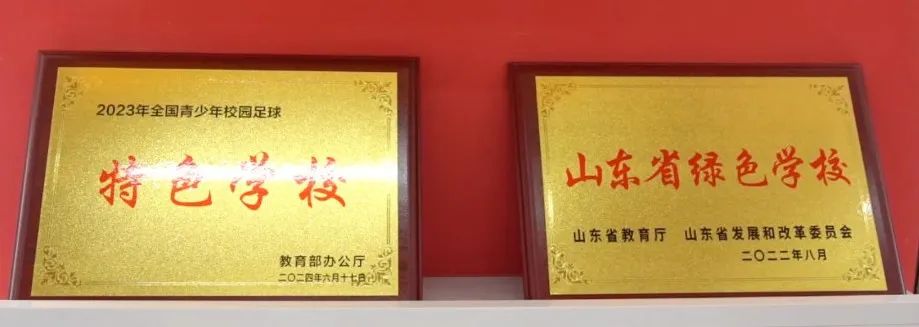 2023年全国青少年校园足球
特色学校
教育部办公厅
二〇二四年六月十七日
山东省绿色学校
山东省教育厅 山东省发展和改革委员会
二〇二二年八月